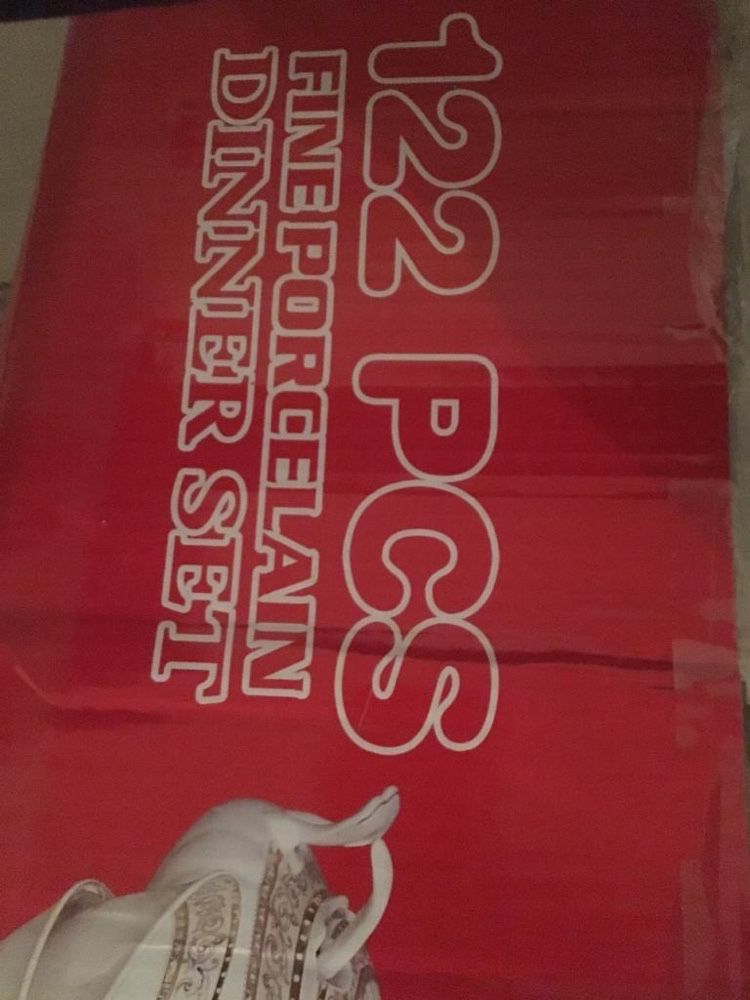 122 PCS
FINE PORCELAIN
DINNER SET